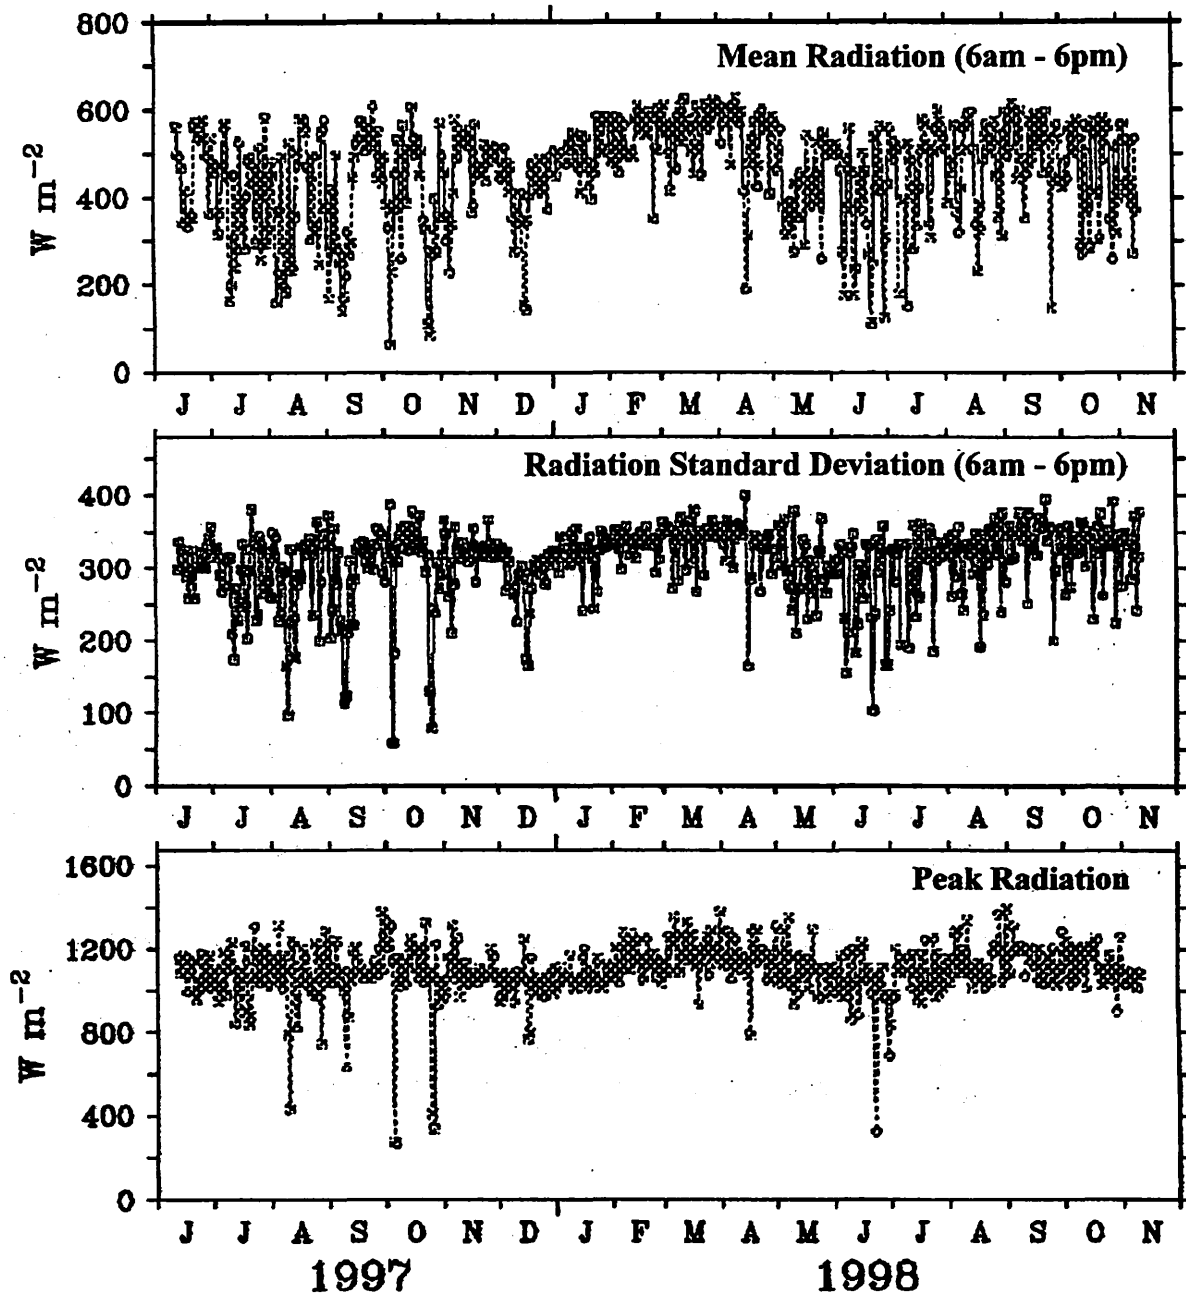 800
Mean Radiation (6am - 6pm)
600
W m-2
400
200
0
J J A S O N D J F M A M J J A S O N
Radiation Standard Deviation (6am - 6pm)
400
300
W m-2
200
100
0
J J A S O N D J F M A M J J A S O N
1600
Peak Radiation
1200
W m-2
800
400
0
J J A S O N D J F M A M J J A S O N
1997 1998